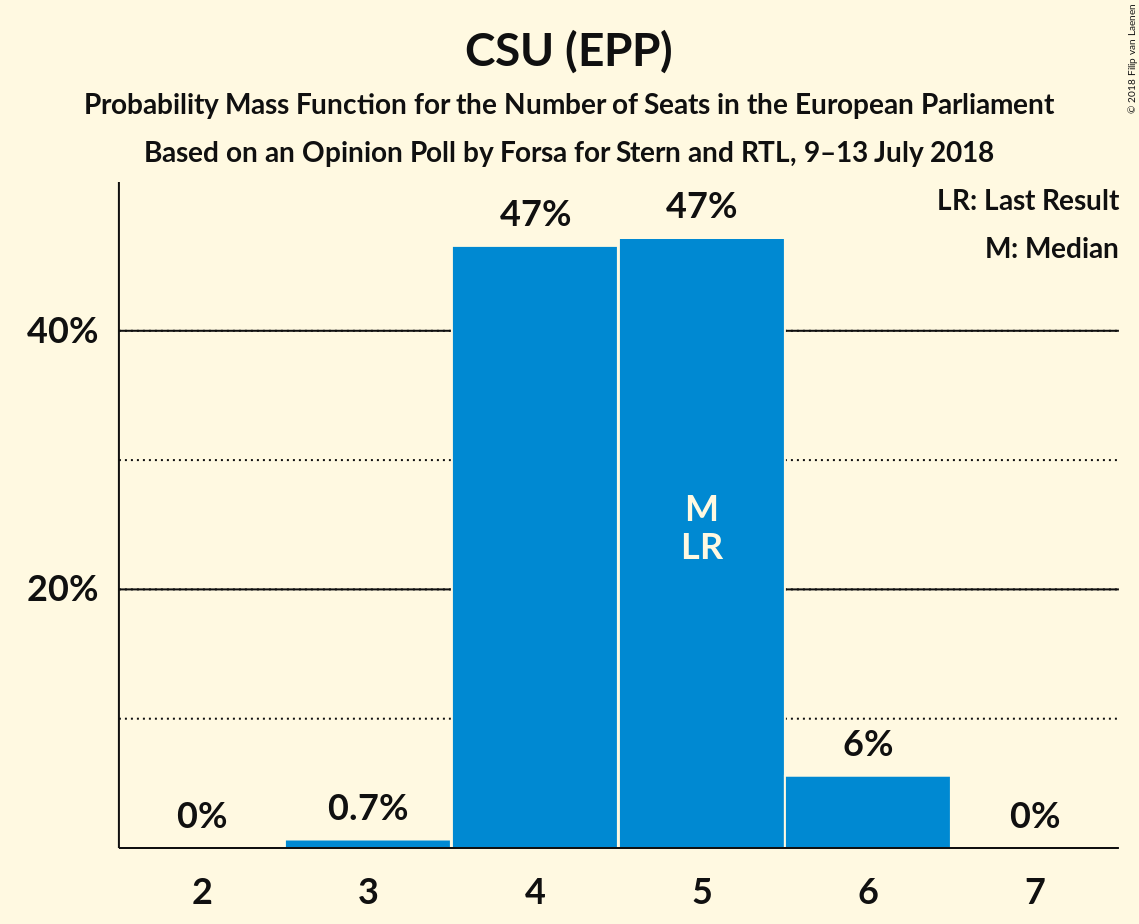 CSU (EPP)
Probability Mass Function for the Number of Seats in the European Parliament
Based on an Opinion Poll by Forsa for Stern and RTL, 9–13 July 2018
© 2018 Filip van Laenen
LR: Last Result
M: Median
47%
47%
40%
M
LR
20%
6%
0.7%
0%
0%
2
3
4
5
6
7